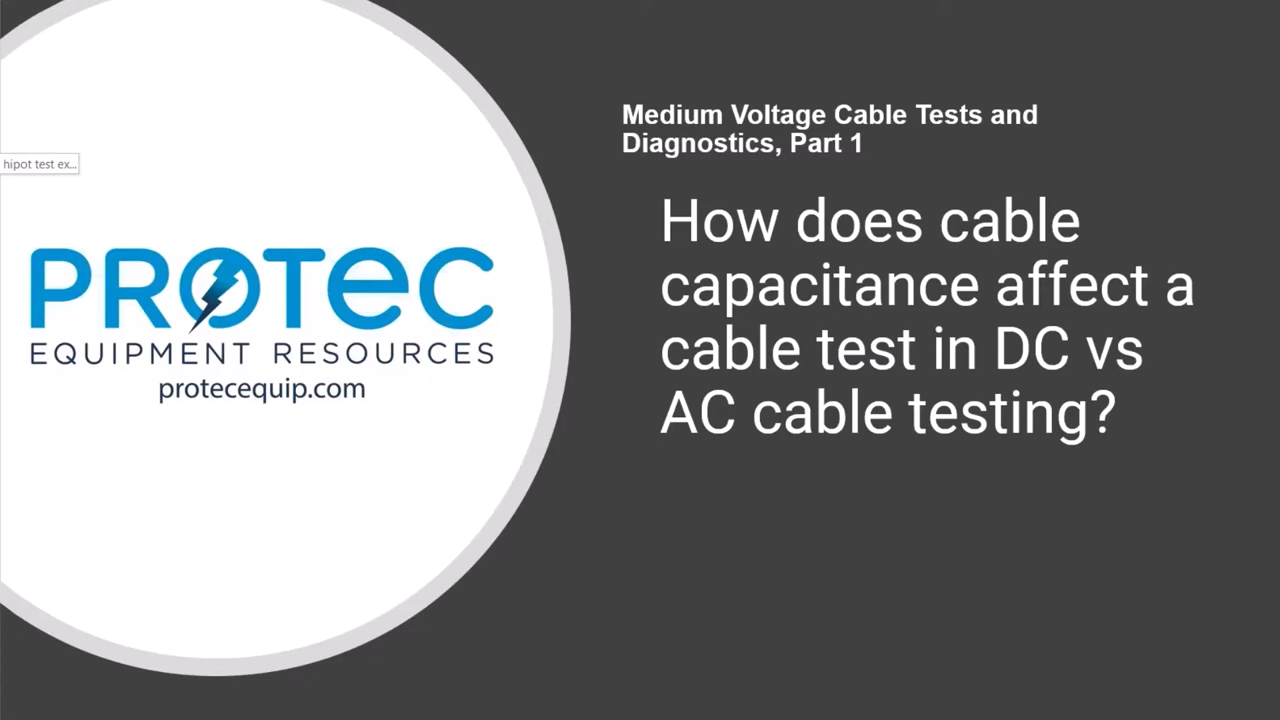 Medium Voltage Cable Tests and
Diagnostics, Part 1
hipot test ex...
How does cable
capacitance affect a
cable test in DC vs
AC cable testing?
PROTEC
EQUIPMENT RESOURCES
protecequip.com